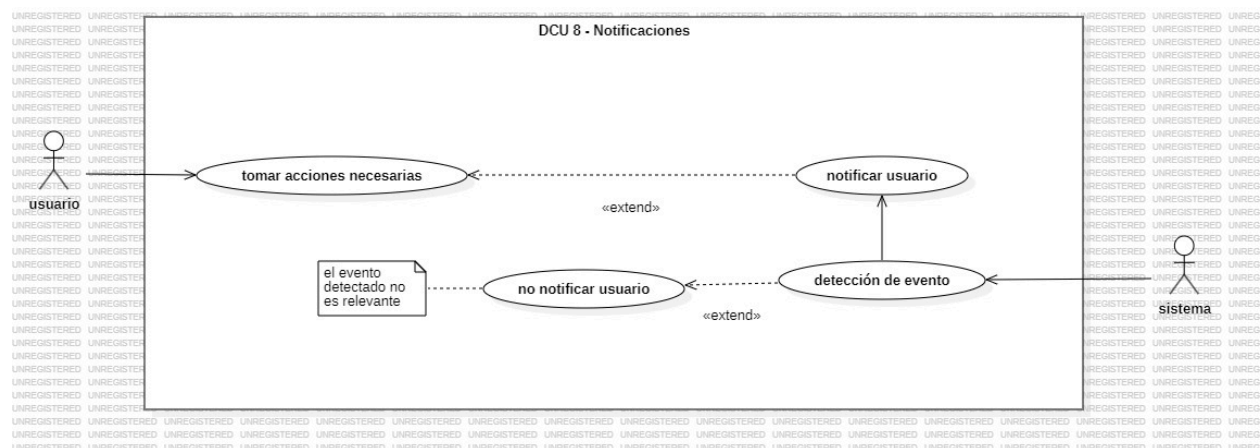 DCU 8 - Notificaciones
tomar acciones necesarias
notificar usuario
usuario
«extend»
el evento
detectado no
es relevante
no notificar usuario
detección de evento
sistema
«extend»
UNREGISTERED